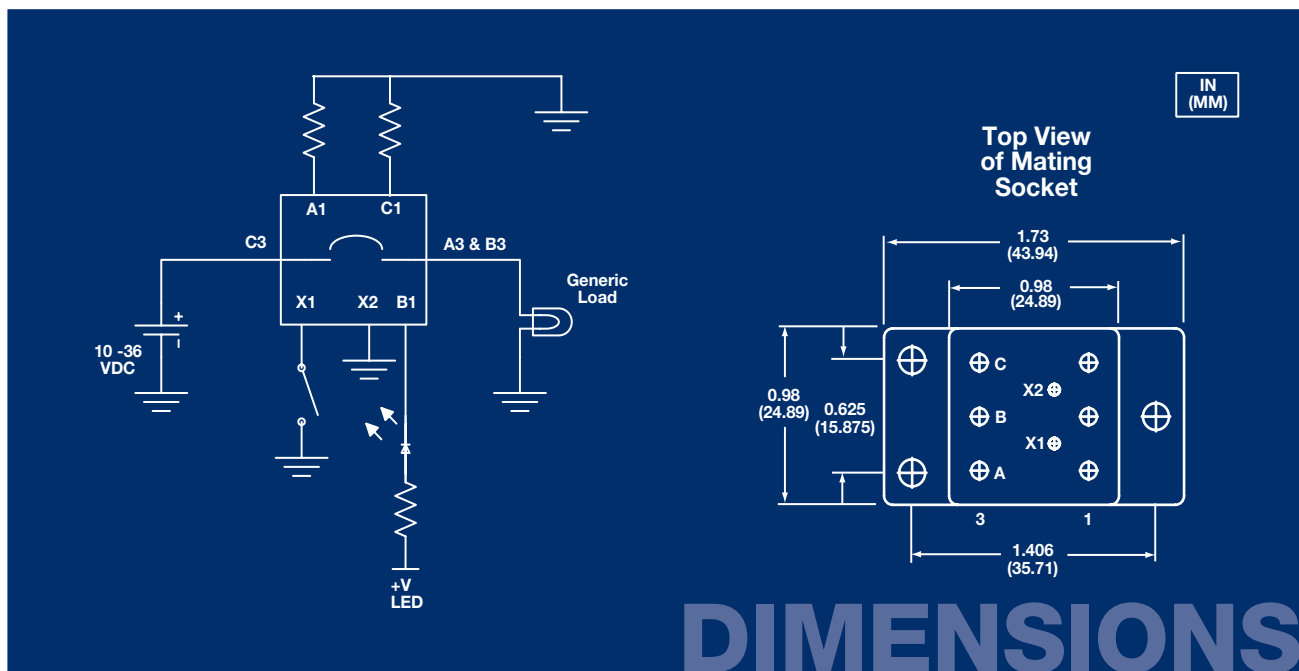 IN
(MM)
A1
C1
C3
A3 & B3
X1
X2
B1
+
10 -36
VDC
Generic
Load
+V
LED
Top View
of Mating
Socket
1.73
(43.94)
0.98
(24.89)
0.98
(24.89)
0.625
(15.875)
C
X2
B
X1
A
3
1
1.406
(35.71)
DIMENSIONS